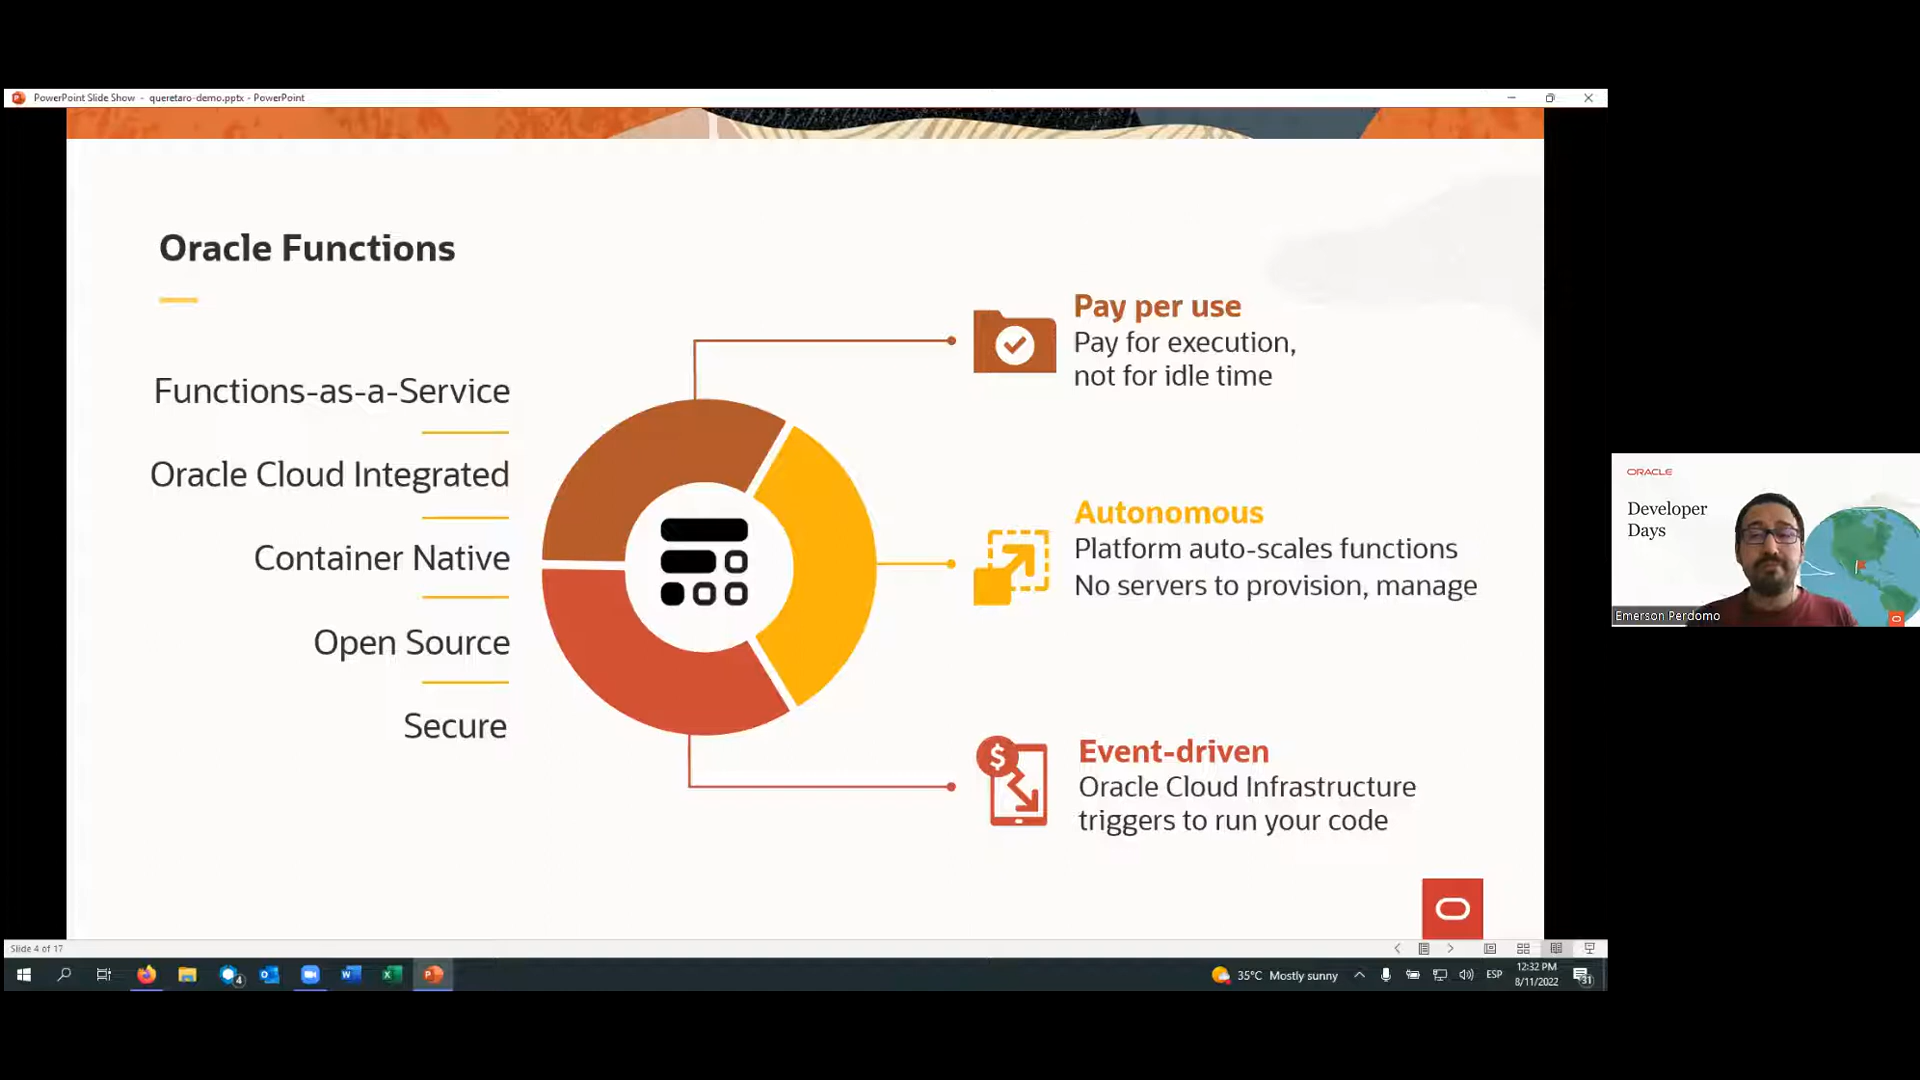 PowerPoint Slide Show - queretaro-demo.pptx - PowerPoint
Oracle Functions
Functions-as-a-Service
Oracle Cloud Integrated
Container Native
Open Source
Secure
Pay per use
Pay for execution,
not for idle time
Autonomous
Platform auto-scales functions
No servers to provision, manage
$
Event-driven
Oracle Cloud Infrastructure
triggers to run your code
ORACLE
Developer
Days
Emerson Perdomo
Slide 4 of 17
4
35°C Mostly sunny
ESP
12:32 PM
8/11/2022
31